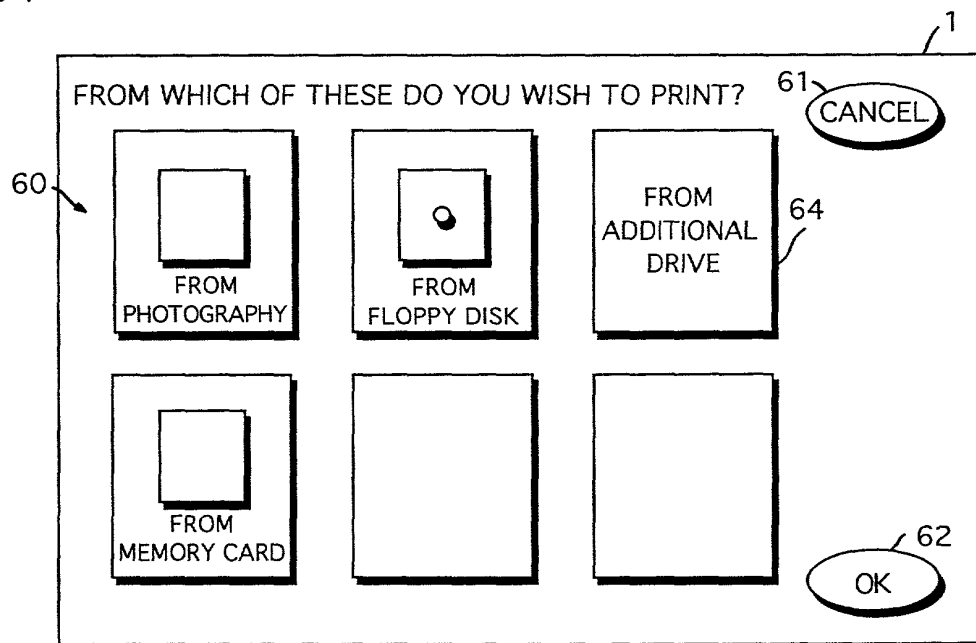 1
FROM WHICH OF THESE DO YOU WISH TO PRINT?
61
CANCEL
60
FROM
PHOTOGRAPHY
FROM
FLOPPY DISK
FROM
ADDITIONAL
DRIVE
64
FROM
MEMORY CARD
62
OK